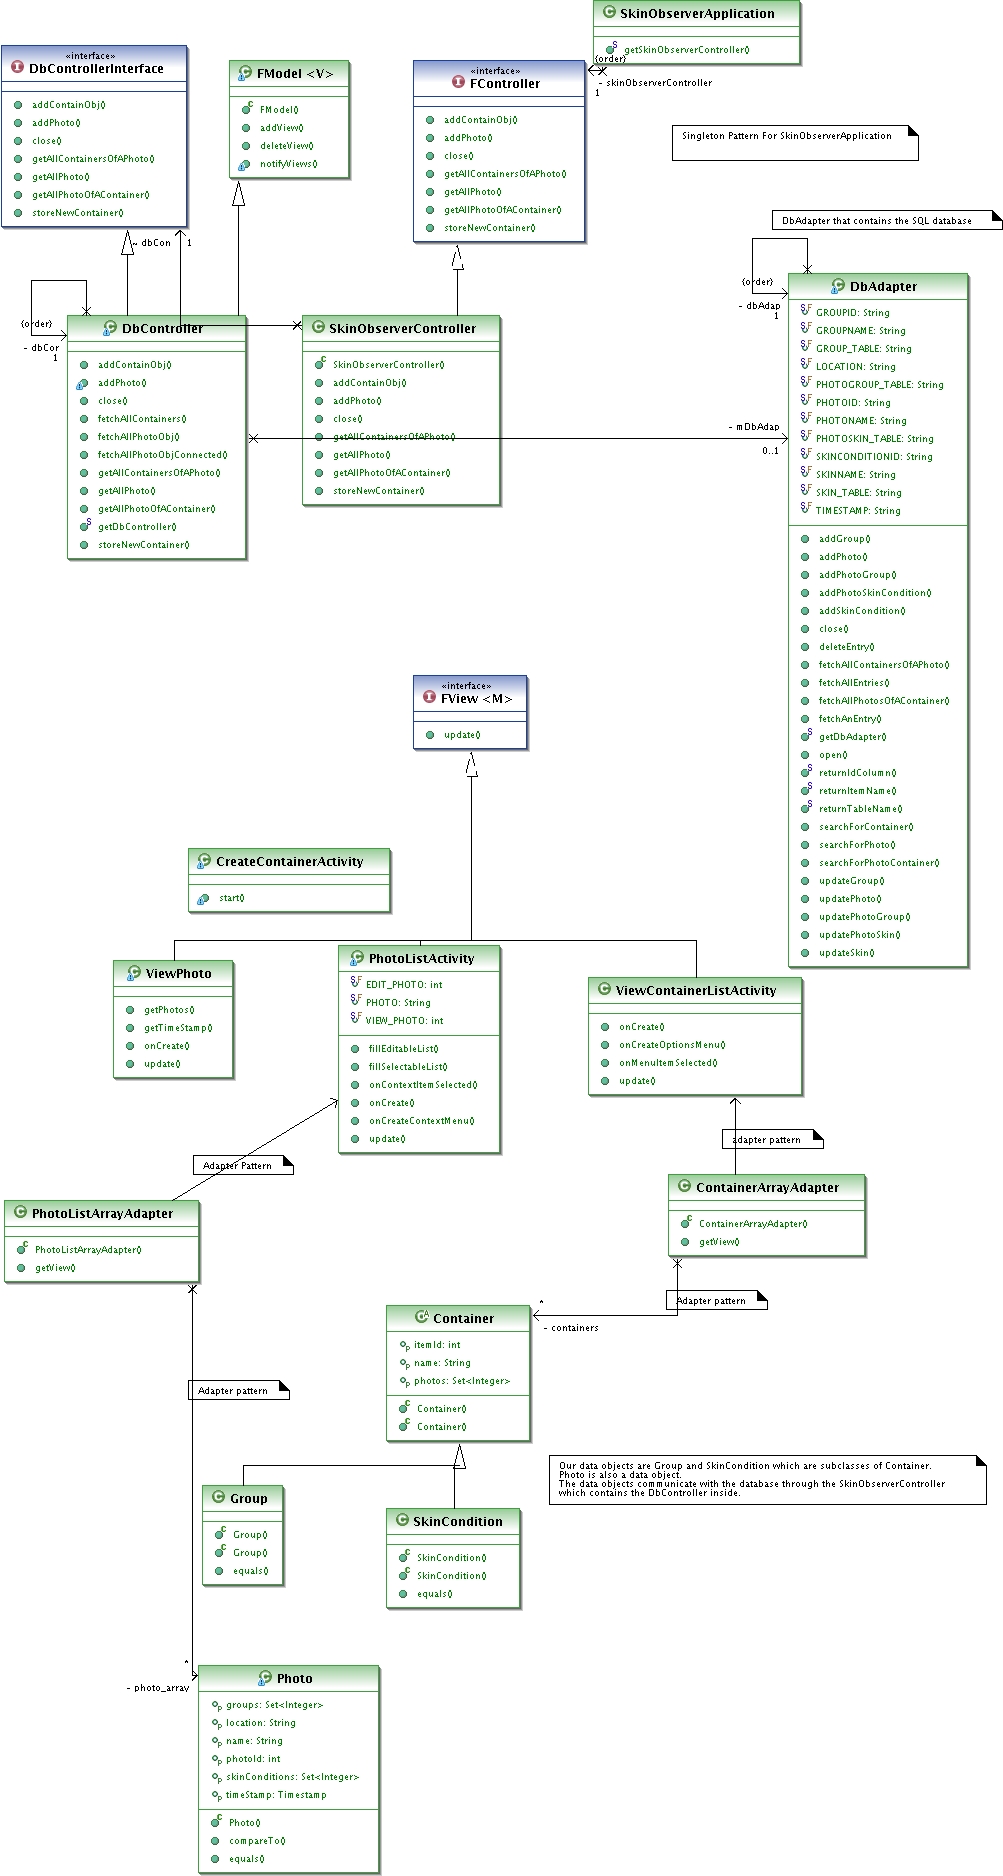 SkinObserverApplication
getSkinObserverController()
{order}
- skinObserverController
1
«interface»
DbControllerInterface
addContainObj()
addPhoto()
close()
getAllContainersOfAPhoto()
getAllPhoto()
getAllPhotoOfAContainer()
storeNewContainer()
FModel <V>
FModel()
addView()
deleteView()
notifyViews()
«interface»
FController
addContainObj()
addPhoto()
close()
getAllContainersOfAPhoto()
getAllPhoto()
getAllPhotoOfAContainer()
storeNewContainer()
Singleton Pattern For SkinObserverApplication
DbAdapter that contains the SQL database
~ dbCon
1
{order}
- dbCor
1
DbController
addContainObj()
addPhoto()
close()
fetchAllContainers()
fetchAllPhotoObj()
fetchAllPhotoObjConnected()
getAllContainersOfAPhoto()
getAllPhoto()
getAllPhotoOfAContainer()
getDbController()
storeNewContainer()
SkinObserverController
SkinObserverController()
addContainObj()
addPhoto()
close()
getAllContainersOfAPhoto()
getAllPhoto()
getAllPhotoOfAContainer()
storeNewContainer()
{order}
- dbAdap
1
- mDbAdap
0..1
DbAdapter
GROUPID: String
GROUPNAME: String
GROUP_TABLE: String
LOCATION: String
PHOTOGROUP_TABLE: String
PHOTOID: String
PHOTONAME: String
PHOTOSKIN_TABLE: String
SKINCONDITIONID: String
SKINNAME: String
SKIN_TABLE: String
TIMESTAMP: String
addGroup()
addPhoto()
addPhotoGroup()
addPhotoSkinCondition()
addSkinCondition()
close()
deleteEntry()
fetchAllContainersOfAPhoto()
fetchAllEntries()
fetchAllPhotosOfAContainer()
fetchAnEntry()
getDbAdapter()
open()
returnIdColumn()
returnItemName()
returnTableName()
searchForContainer()
searchForPhoto()
searchForPhotoContainer()
updateGroup()
updatePhoto()
updatePhotoGroup()
updatePhotoSkin()
updateSkin()
«interface»
FView <M>
update()
CreateContainerActivity
start()
ViewPhoto
getPhotos()
getTimeStamp()
onCreate()
update()
PhotoListActivity
EDIT_PHOTO: int
PHOTO: String
VIEW_PHOTO: int
fillEditableList()
fillSelectableList()
onContextItemSelected()
onCreate()
onCreateContextMenu()
update()
ViewContainerListActivity
onCreate()
onCreateOptionsMenu()
onMenuItemSelected()
update()
adapter pattern
Adapter Pattern
PhotoListArrayAdapter
PhotoListArrayAdapter()
getView()
ContainerArrayAdapter
ContainerArrayAdapter()
getView()
Adapter pattern
*
- containers
Container
itemId: int
name: String
photos: Set<Integer>
Container()
Container()
Adapter pattern
Our data objects are Group and SkinCondition which are subclasses of Container.
Photo is also a data object.
The data objects communicate with the database through the SkinObserverController
which contains the DbController inside.
Group
Group()
Group()
equals()
SkinCondition
SkinCondition()
SkinCondition()
equals()
*
- photo_array
Photo
groups: Set<Integer>
location: String
name: String
photoId: int
skinConditions: Set<Integer>
timeStamp: Timestamp
Photo()
compareTo()
equals()